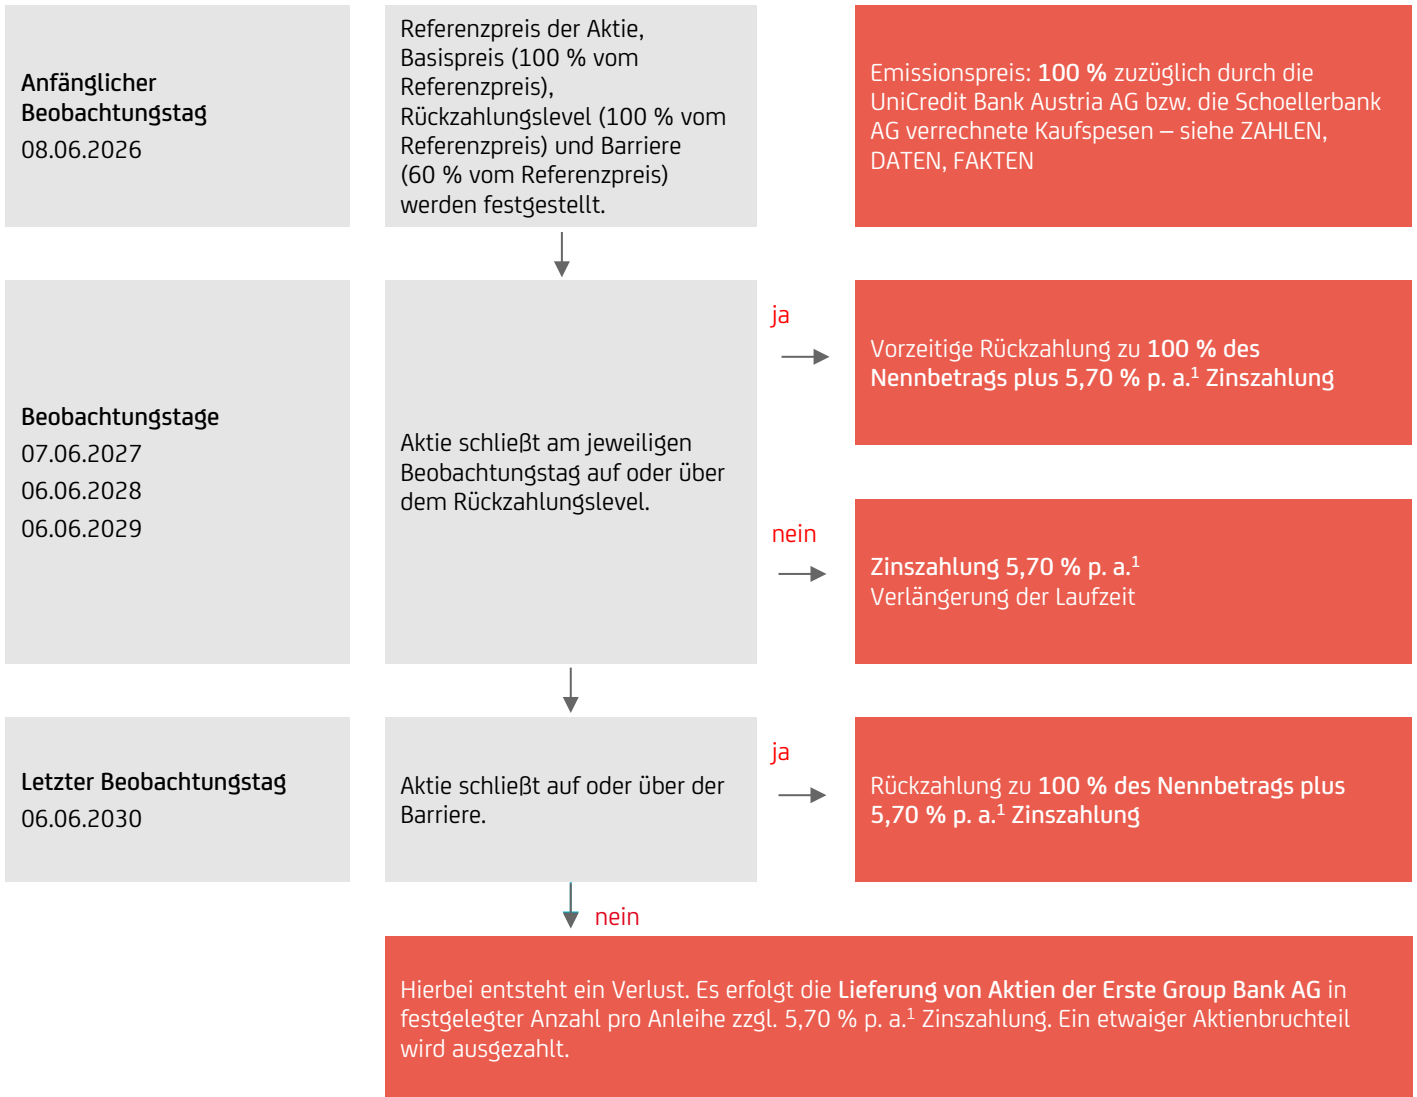 Anfänglicher
Beobachtungstag
08.06.2026
Referenzpreis der Aktie,
Basispreis (100 % vom
Referenzpreis),
Rückzahlungslevel (100 % vom
Referenzpreis) und Barriere
(60 % vom Referenzpreis)
werden festgestellt.
Emissionspreis: 100 % zuzüglich durch die
UniCredit Bank Austria AG bzw. die Schoellerbank
AG verrechnete Kaufspesen – siehe ZAHLEN,
DATEN, FAKTEN
Beobachtungstage
07.06.2027
06.06.2028
06.06.2029
Aktie schließt am jeweiligen
Beobachtungstag auf oder über
dem Rückzahlungslevel.
ja
Vorzeitige Rückzahlung zu 100 % des
Nennbetrags plus 5,70 % p. a.¹ Zinszahlung
nein
Zinszahlung 5,70 % p. a.¹
Verlängerung der Laufzeit
Letzter Beobachtungstag
06.06.2030
Aktie schließt auf oder über der
Barriere.
ja
Rückzahlung zu 100 % des Nennbetrags plus
5,70 % p. a.¹ Zinszahlung
nein
Hierbei entsteht ein Verlust. Es erfolgt die Lieferung von Aktien der Erste Group Bank AG in
festgelegter Anzahl pro Anleihe zzgl. 5,70 % p. a.¹ Zinszahlung. Ein etwaiger Aktienbruchteil
wird ausgezahlt.